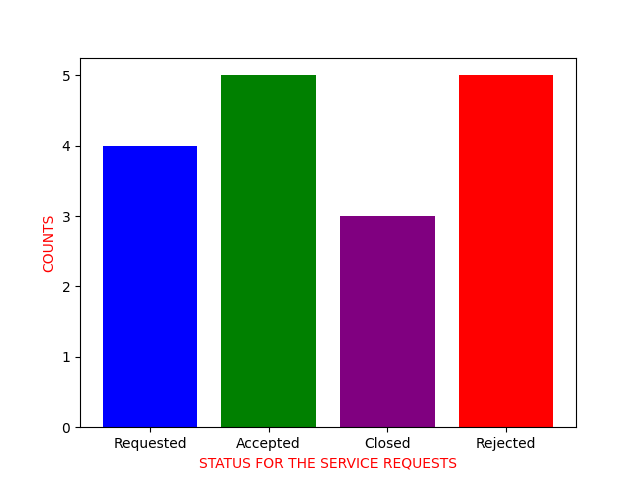 5
4
3
2
1
0
COUNTS
Requested Accepted Closed Rejected
STATUS FOR THE SERVICE REQUESTS